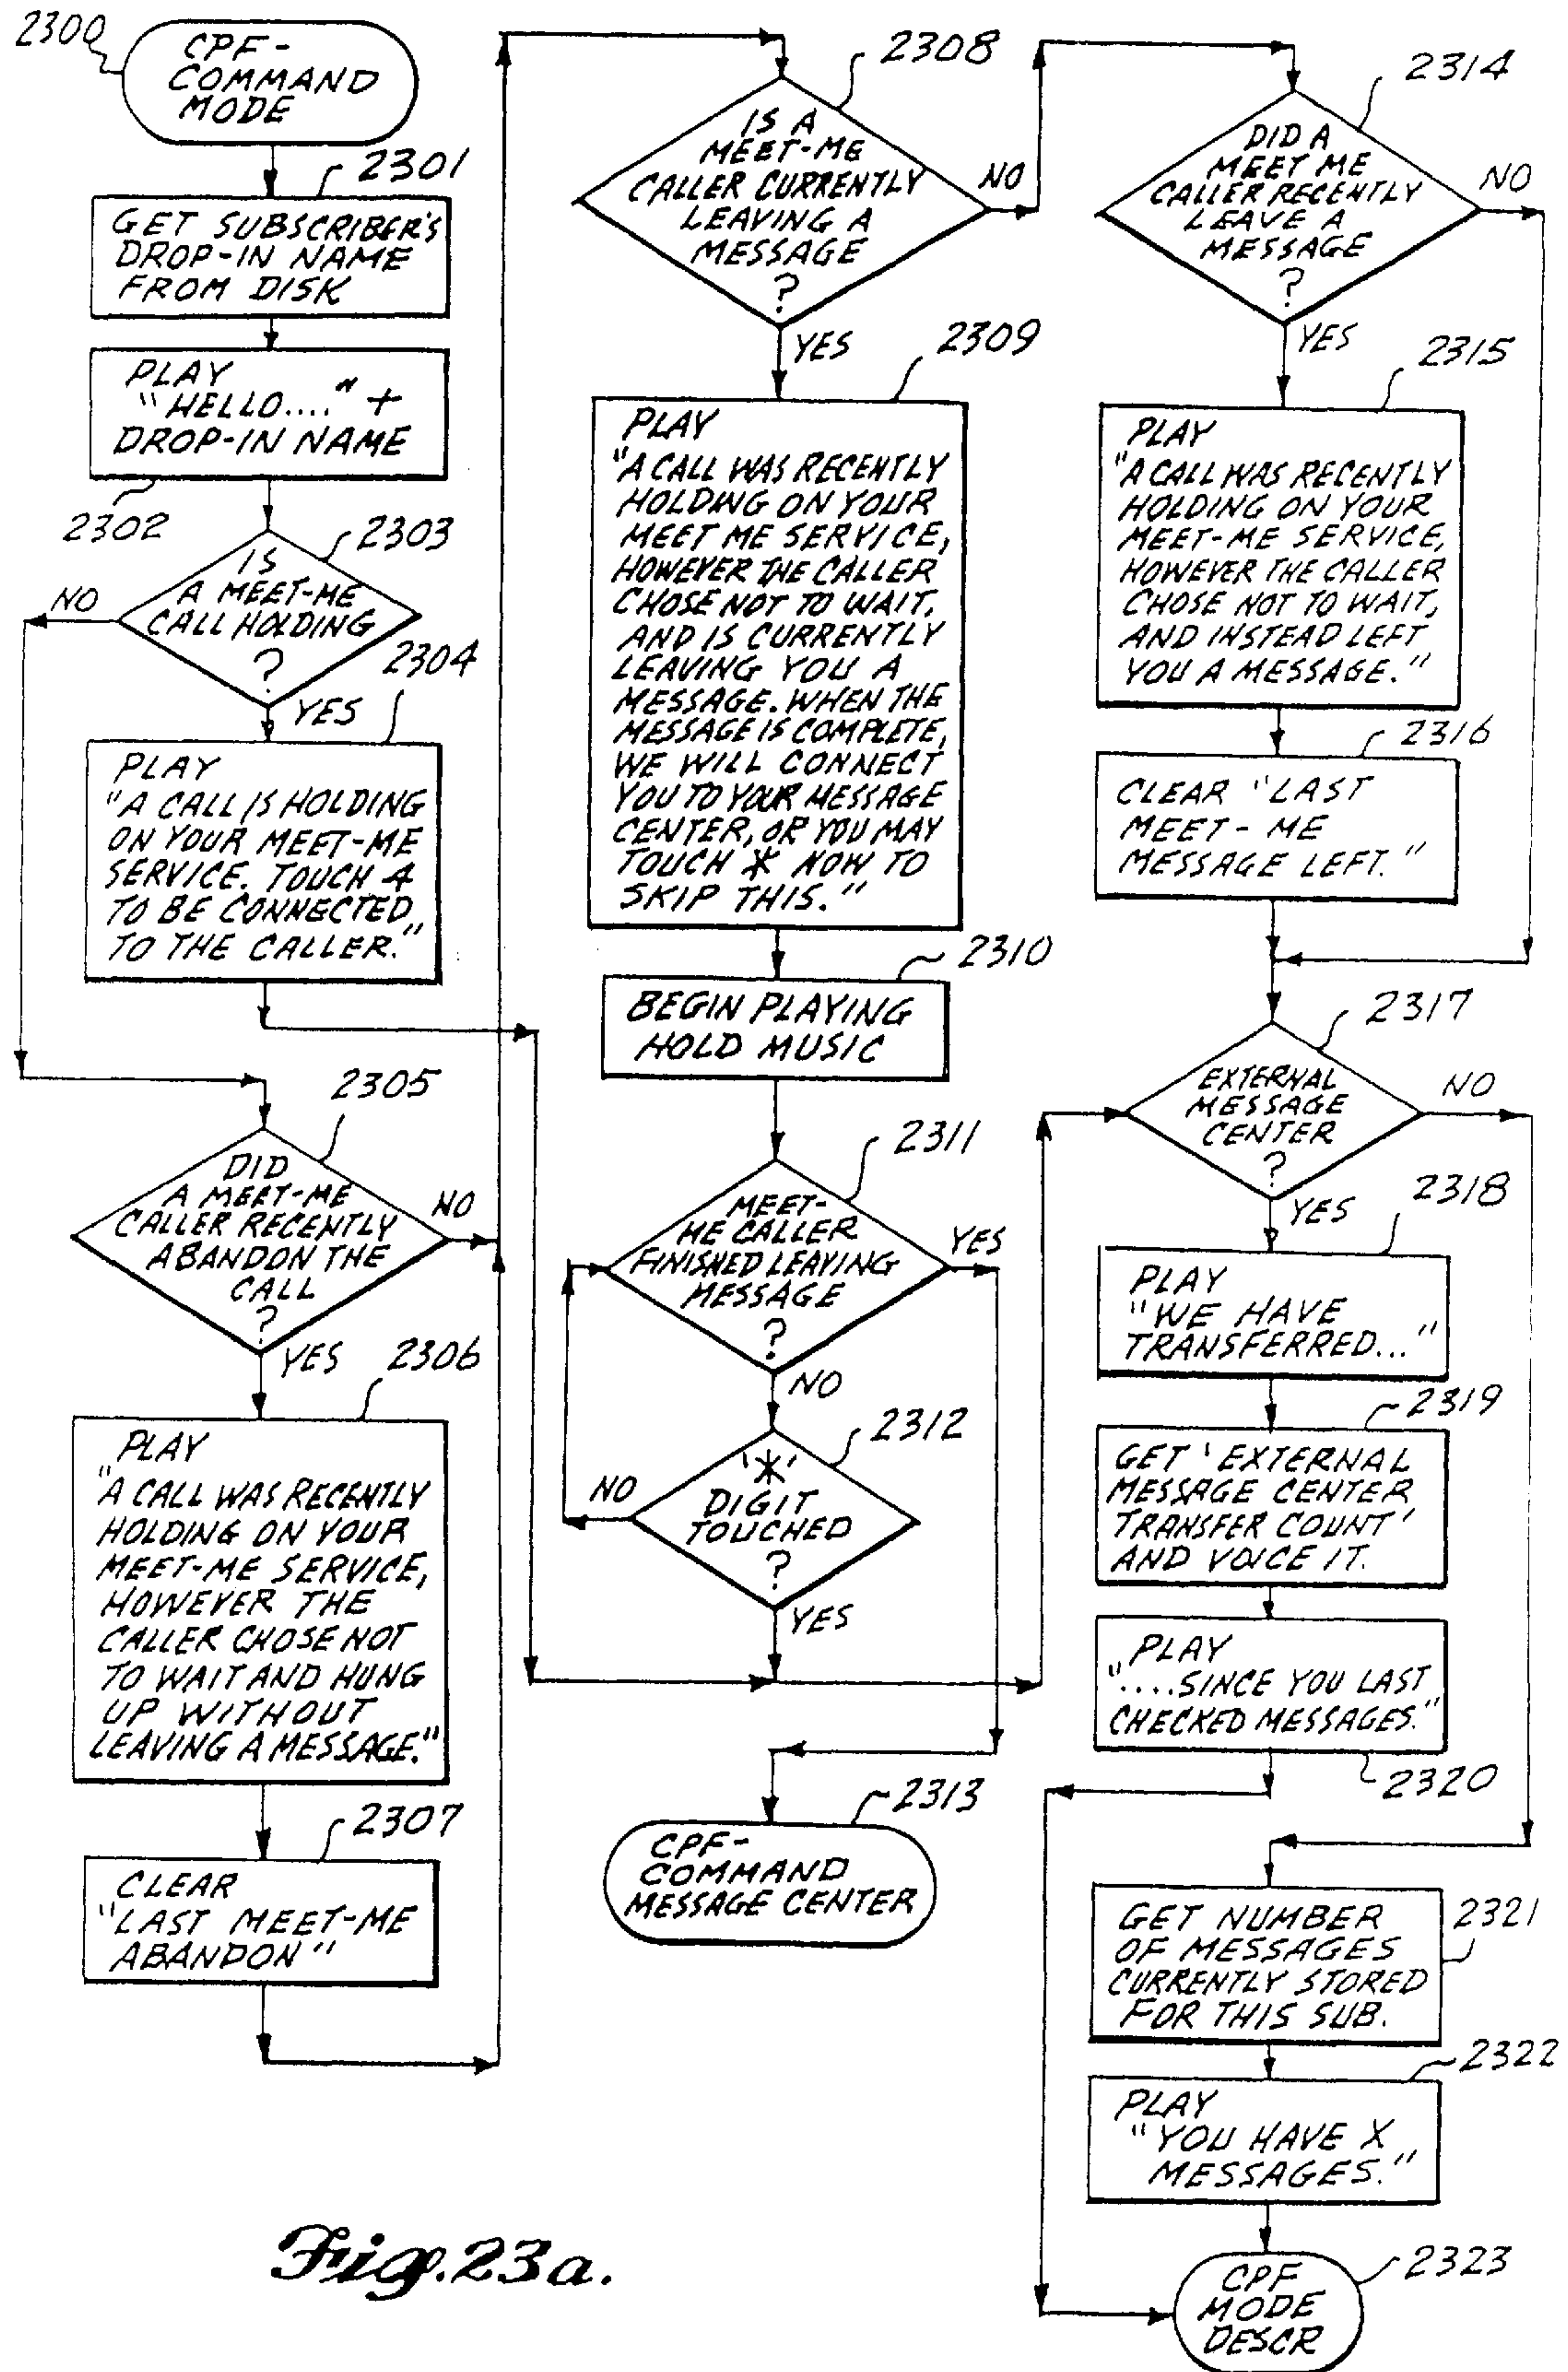 2300
CPF-
COMMAND
MODE
2301
GET SUBSCRIBER'S
DROP-IN NAME
FROM DISK
PLAY
"HELLO...." +
DROP-IN NAME
2302
2303
IS
A MEET-ME
CALL HOLDING
?
NO
YES
2304
PLAY
"A CALL IS HOLDING
ON YOUR MEET-ME
SERVICE. TOUCH 4
TO BE CONNECTED
TO THE CALLER."
2305
DID
A MEET-ME
CALLER RECENTLY
ABANDON THE
CALL
?
NO
YES
2306
PLAY
"A CALL WAS RECENTLY
HOLDING ON YOUR
MEET-ME SERVICE,
HOWEVER THE
CALLER CHOSE NOT
TO WAIT AND HUNG
UP WITHOUT
LEAVING A MESSAGE."
2307
CLEAR
"LAST MEET-ME
ABANDON"
2308
IS A
MEET-ME
CALLER CURRENTLY
LEAVING A
MESSAGE
?
NO
YES
2309
PLAY
"A CALL WAS RECENTLY
HOLDING ON YOUR
MEET ME SERVICE,
HOWEVER THE CALLER
CHOSE NOT TO WAIT,
AND IS CURRENTLY
LEAVING YOU A
MESSAGE. WHEN THE
MESSAGE IS COMPLETE,
WE WILL CONNECT
YOU TO YOUR MESSAGE
CENTER, OR YOU MAY
TOUCH * NOW TO
SKIP THIS."
2310
BEGIN PLAYING
HOLD MUSIC
2311
MEET-
ME CALLER
FINISHED LEAVING
MESSAGE
?
YES
NO
2312
'*'
DIGIT
TOUCHED
?
NO
YES
2313
CPF-
COMMAND
MESSAGE CENTER
2314
DID A
MEET ME
CALLER RECENTLY
LEAVE A
MESSAGE
?
NO
YES
2315
PLAY
"A CALL WAS RECENTLY
HOLDING ON YOUR
MEET-ME SERVICE,
HOWEVER THE CALLER
CHOSE NOT TO WAIT,
AND INSTEAD LEFT
YOU A MESSAGE."
2316
CLEAR "LAST
MEET-ME
MESSAGE LEFT."
2317
EXTERNAL
MESSAGE
CENTER
?
NO
YES
2318
PLAY
"WE HAVE
TRANSFERRED..."
2319
GET 'EXTERNAL
MESSAGE CENTER
TRANSFER COUNT'
AND VOICE IT.
PLAY
"....SINCE YOU LAST
CHECKED MESSAGES."
2320
GET NUMBER
OF MESSAGES
CURRENTLY STORED
FOR THIS SUB.
2321
2322
PLAY
"YOU HAVE X
MESSAGES."
2323
CPF
MODE
DESCR
Fig. 23a.